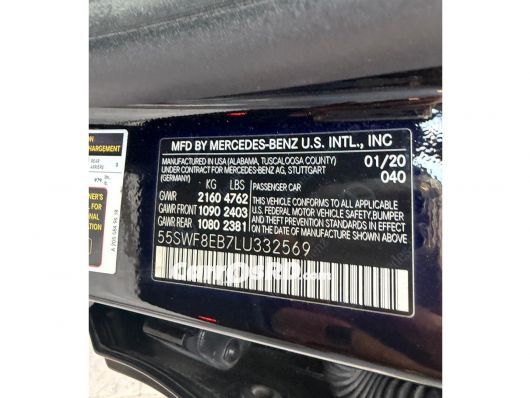 MFD BY MERCEDES-BENZ U.S. INTL., INC
MANUFACTURED IN USA (ALABAMA, TUSCALOOSA COUNTY)
UNDER CONTRACT FOR MERCEDES-BENZ AG, STUTTGART
(GERMANY)
01/20
040
KG LBS
GVWR 2160 4762
GAWR FRONT 1090 2403
GAWR REAR 1080 2381
PASSENGER CAR
THIS VEHICLE CONFORMS TO ALL APPLICABLE
U.S. FEDERAL MOTOR VEHICLE SAFETY, BUMPER
AND THEFT PREVENTION STANDARDS IN EFFECT
ON THE DATE OF MANUFACTURE SHOWN ABOVE.
55SWF8EB7LU332569
CarrosRD.com